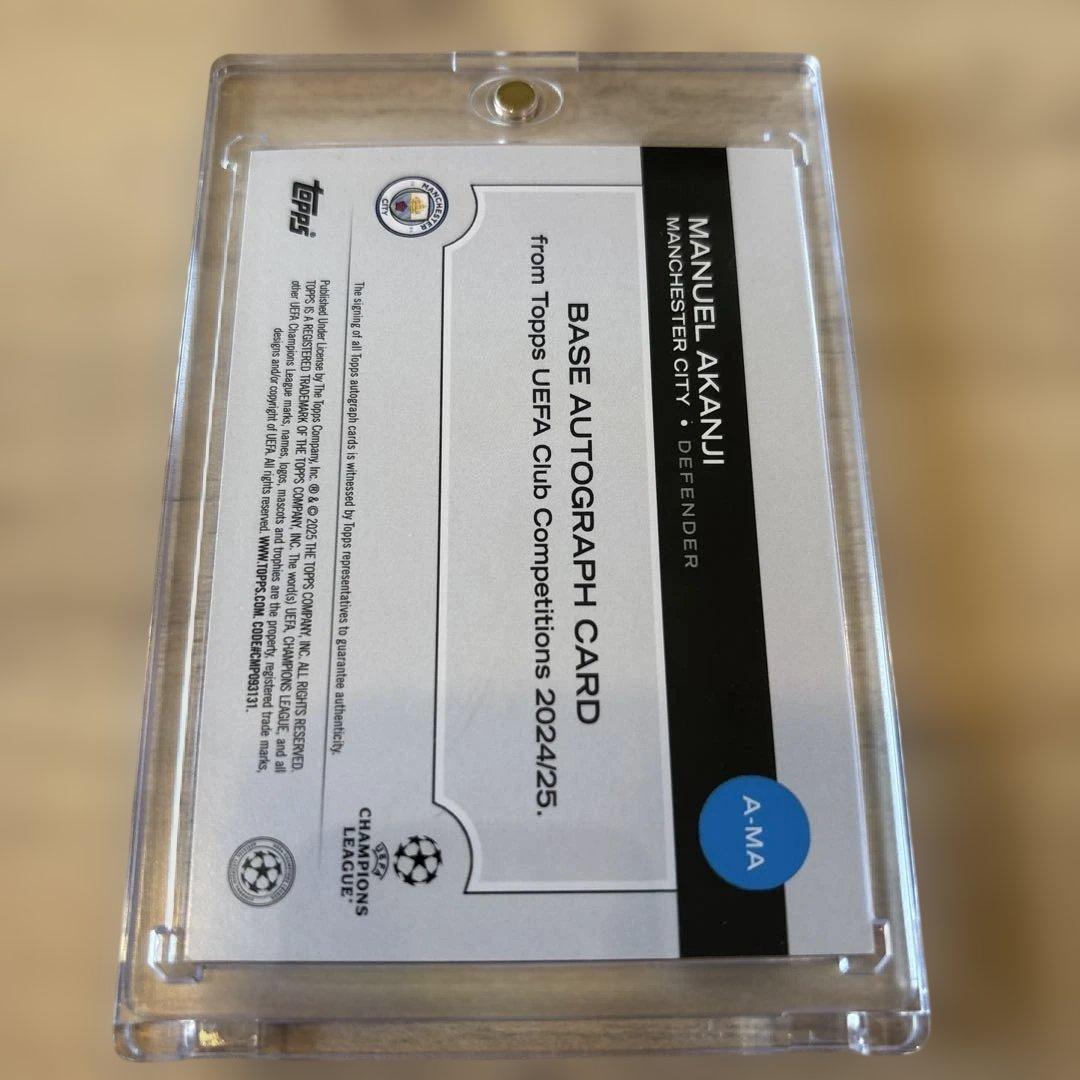 A-MA
MANUEL AKANJI
MANCHESTER CITY • DEFENDER
BASE AUTOGRAPH CARD
from Topps UEFA Club Competitions 2024/25.
MANCHESTER
CITY
UEFA
CHAMPIONS
LEAGUE®
The signing of all Topps autograph cards is witnessed by Topps representatives to guarantee authenticity.
topps®
Published Under License by The Topps Company, Inc. ® & © 2025 THE TOPPS COMPANY, INC. ALL RIGHTS RESERVED.
TOPPS IS A REGISTERED TRADEMARK OF THE TOPPS COMPANY, INC. The word(s) UEFA, CHAMPIONS LEAGUE, and all
other UEFA Champions League marks, names, logos, mascots and trophies are the property, registered trade marks,
designs and/or copyright of UEFA. All rights reserved. WWW.TOPPS.COM. CODE#CMP093131.